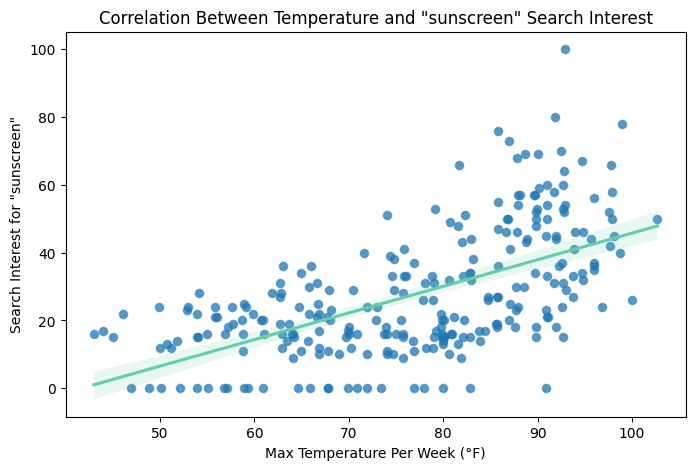 Correlation Between Temperature and "sunscreen" Search Interest
100
80
60
40
20
0
Search Interest for "sunscreen"
50 60 70 80 90 100
Max Temperature Per Week (°F)